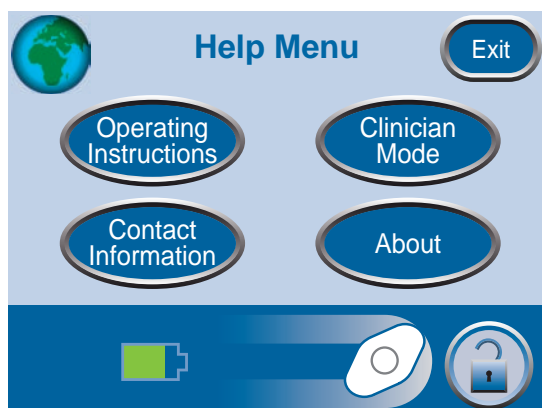 Help Menu
Exit
Operating
Instructions
Clinician
Mode
Contact
Information
About